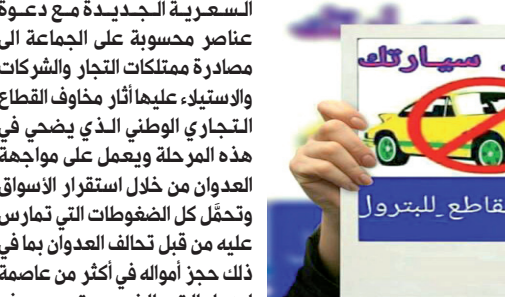 السعرية الجديدة مع دعوة
عناصر محسوبة على الجماعة الى
مصادرة ممتلكات التجار والشركات
والاستيلاء عليها أثار مخاوف القطاع
التجاري الوطني الذي يضحي في
هذه المرحلة ويعمل على مواجهة
العدوان من خلال استقرار الأسواق
وتحمَّل كل الضغوطات التي تمارس
عليه من قبل تحالف العدوان بما في
ذلك حجز أمواله في أكثر من عاصمة
سيارتك
للبترول